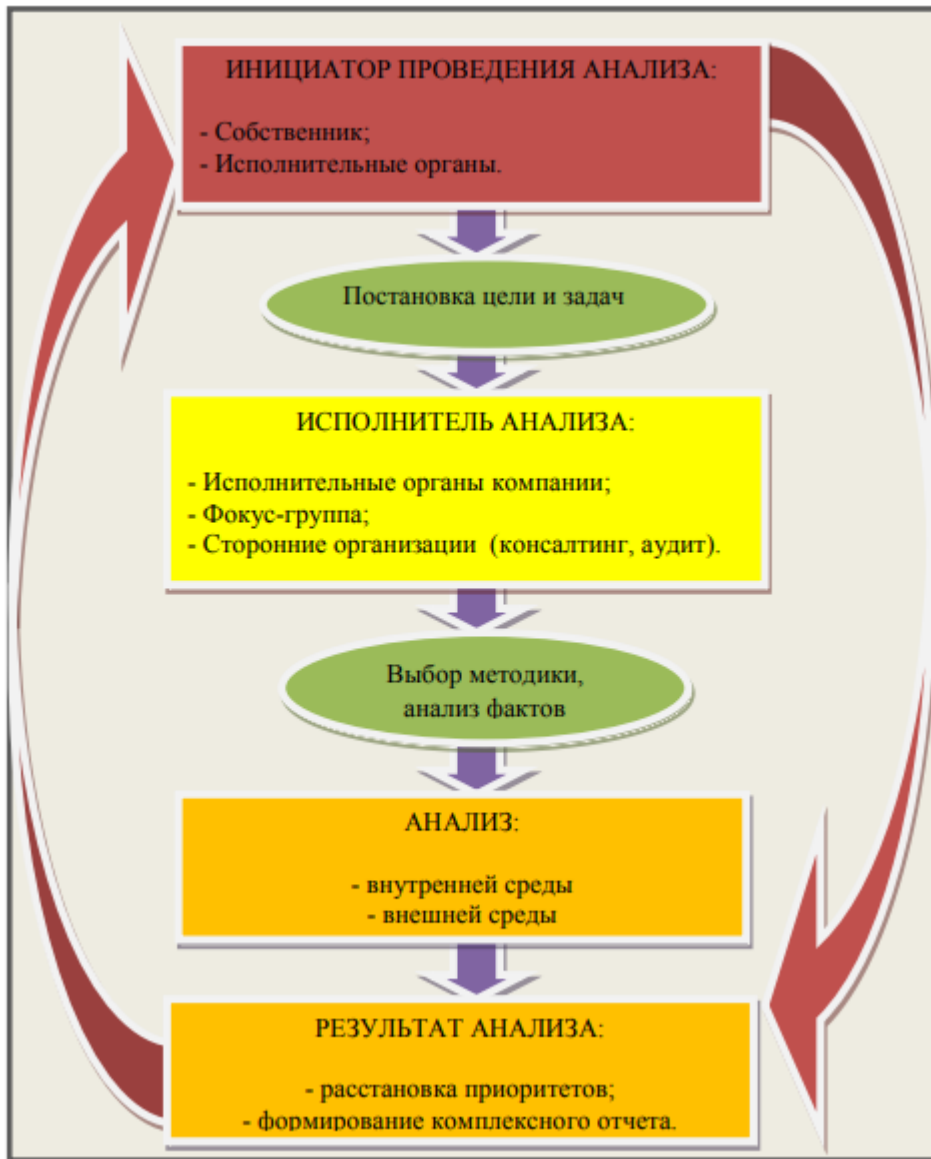 ИНИЦИАТОР ПРОВЕДЕНИЯ АНАЛИЗА:
- Собственник;
- Исполнительные органы.
Постановка цели и задач
ИСПОЛНИТЕЛЬ АНАЛИЗА:
- Исполнительные органы компании;
- Фокус-группа;
- Сторонние организации (консалтинг, аудит).
Выбор методики,
анализ фактов
АНАЛИЗ:
- внутренней среды
- внешней среды
РЕЗУЛЬТАТ АНАЛИЗА:
- расстановка приоритетов;
- формирование комплексного отчета.